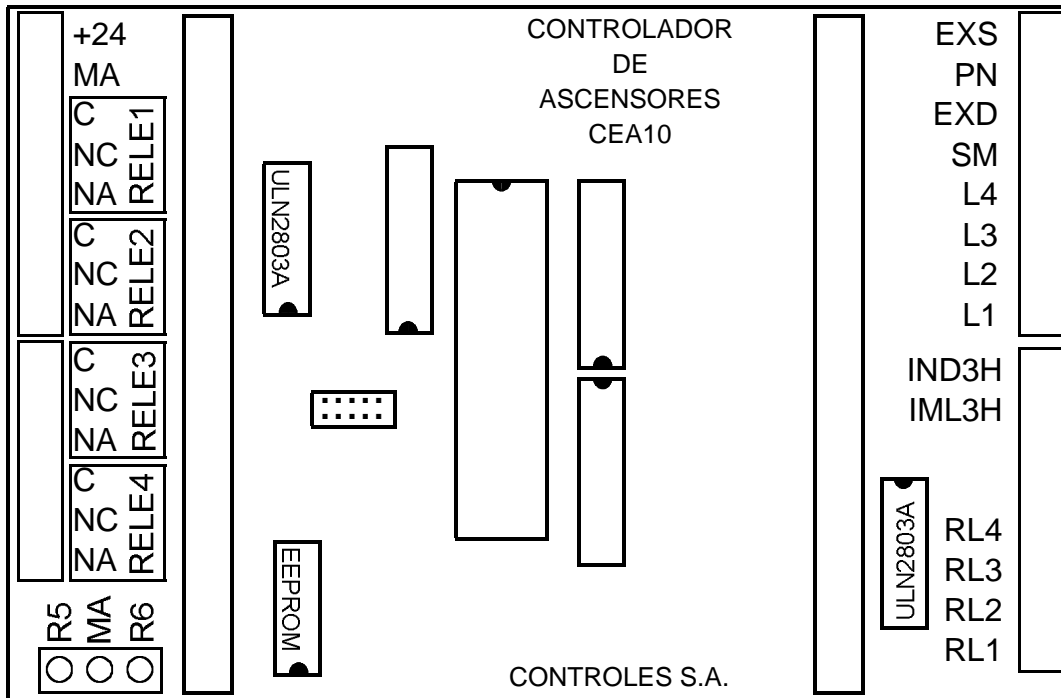 +24
MA
C
NC
NA
RELE1
C
NC
NA
RELE2
C
NC
NA
RELE3
C
NC
NA
RELE4
R5
MA
R6
ULN2803A
EEPROM
CONTROLADOR
DE
ASCENSORES
CEA10
CONTROLES S.A.
ULN2803A
EXS
PN
EXD
SM
L4
L3
L2
L1
IND3H
IML3H
RL4
RL3
RL2
RL1